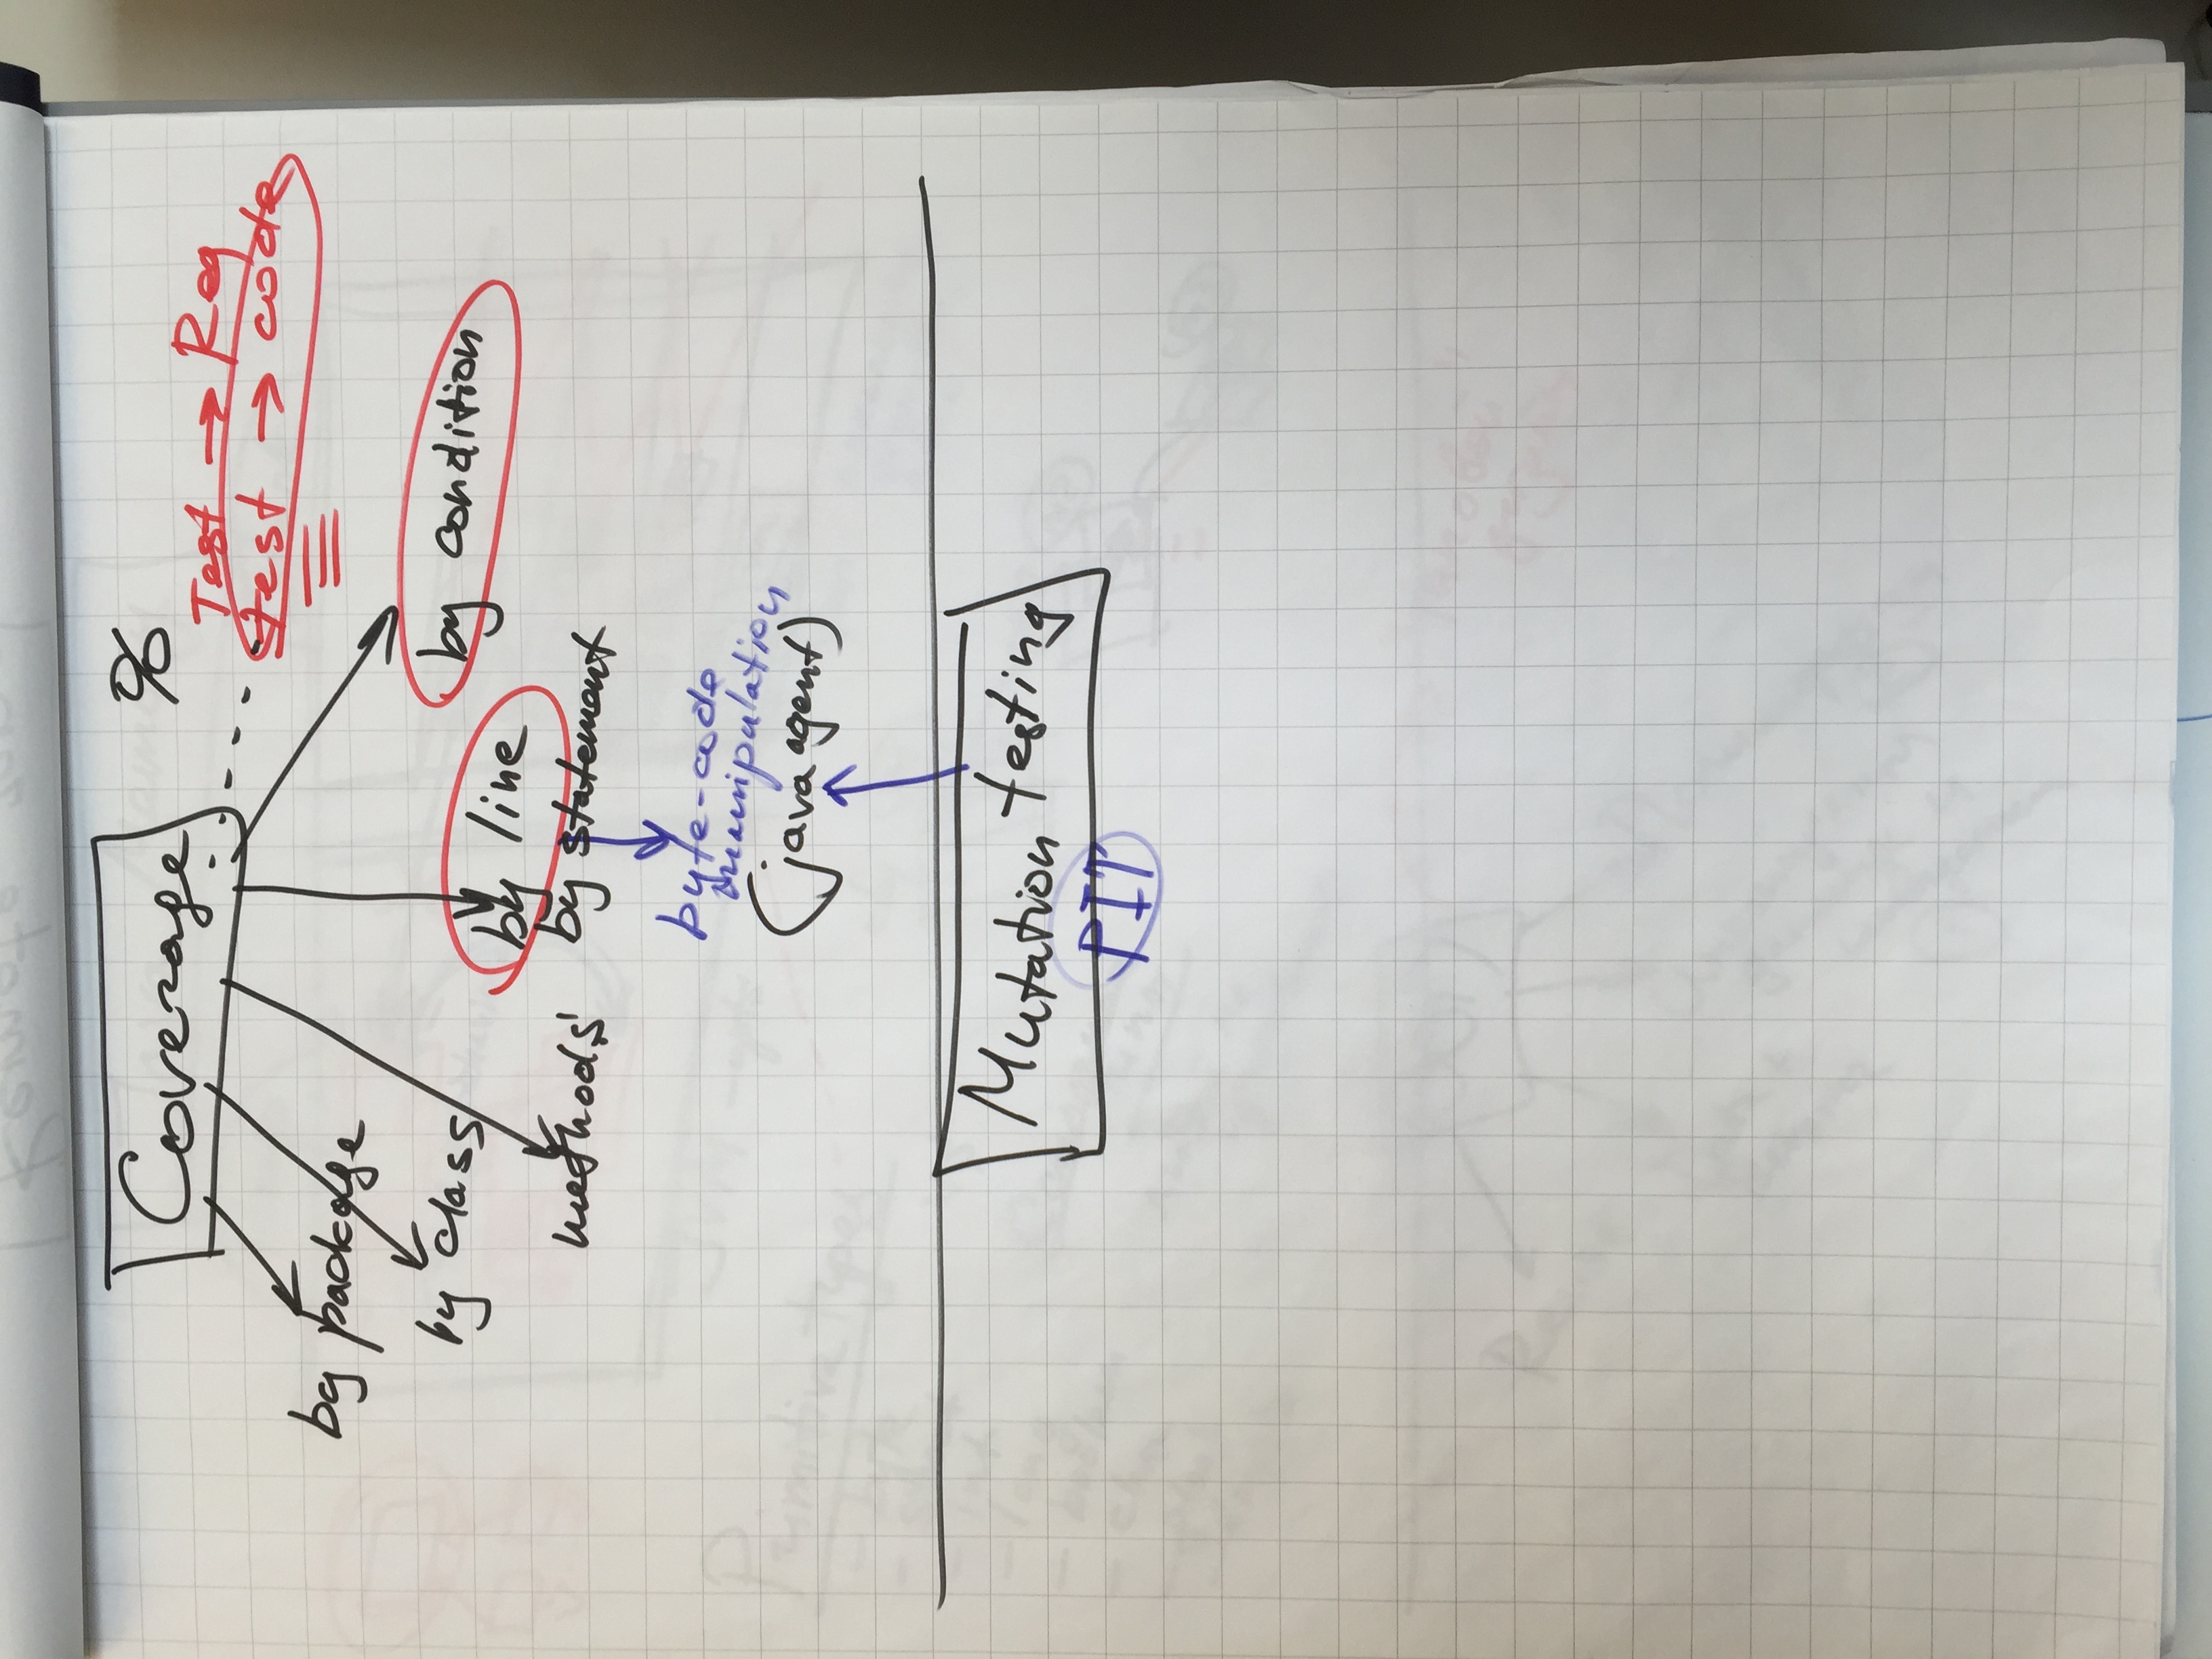 Coverage %
Test → Req
test → code
by package
by class
by condition
by line
methods
by statement
byte-code
manipulation
(java agent)
Mutation testing
PIT